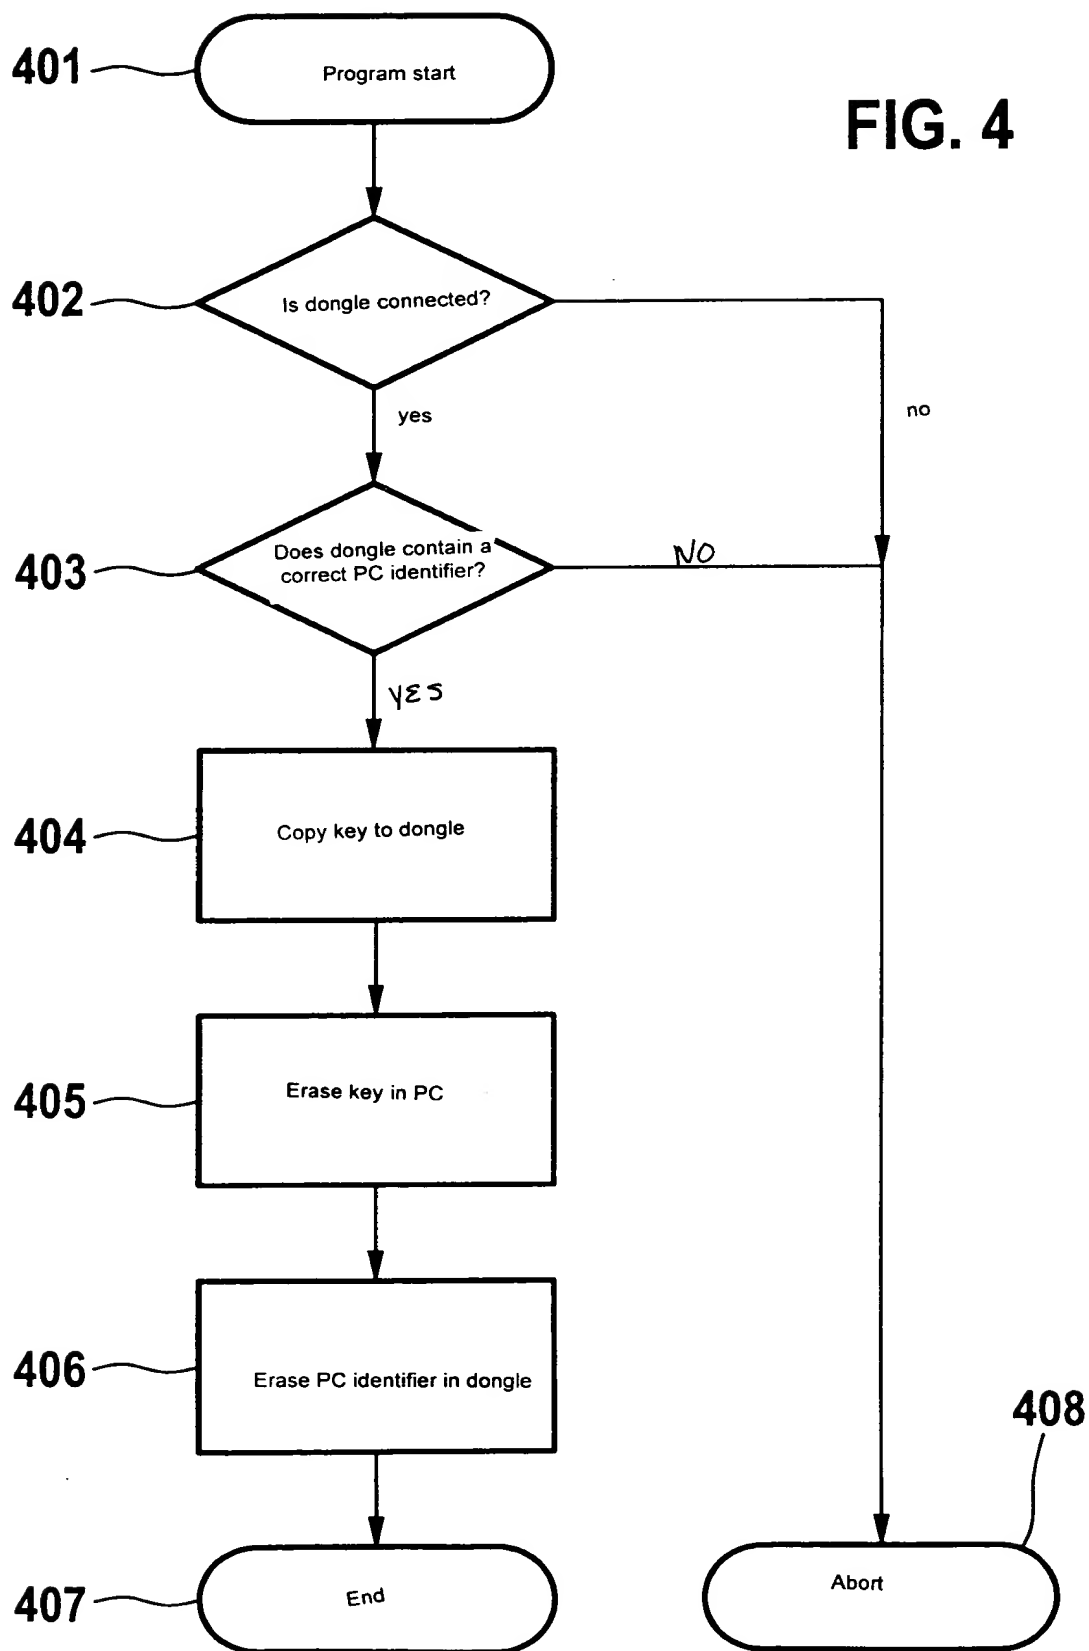 401
Program start
FIG. 4
402
Is dongle connected?
yes
no
403
Does dongle contain a
correct PC identifier?
NO
YES
404
Copy key to dongle
405
Erase key in PC
406
Erase PC identifier in dongle
408
407
End
Abort